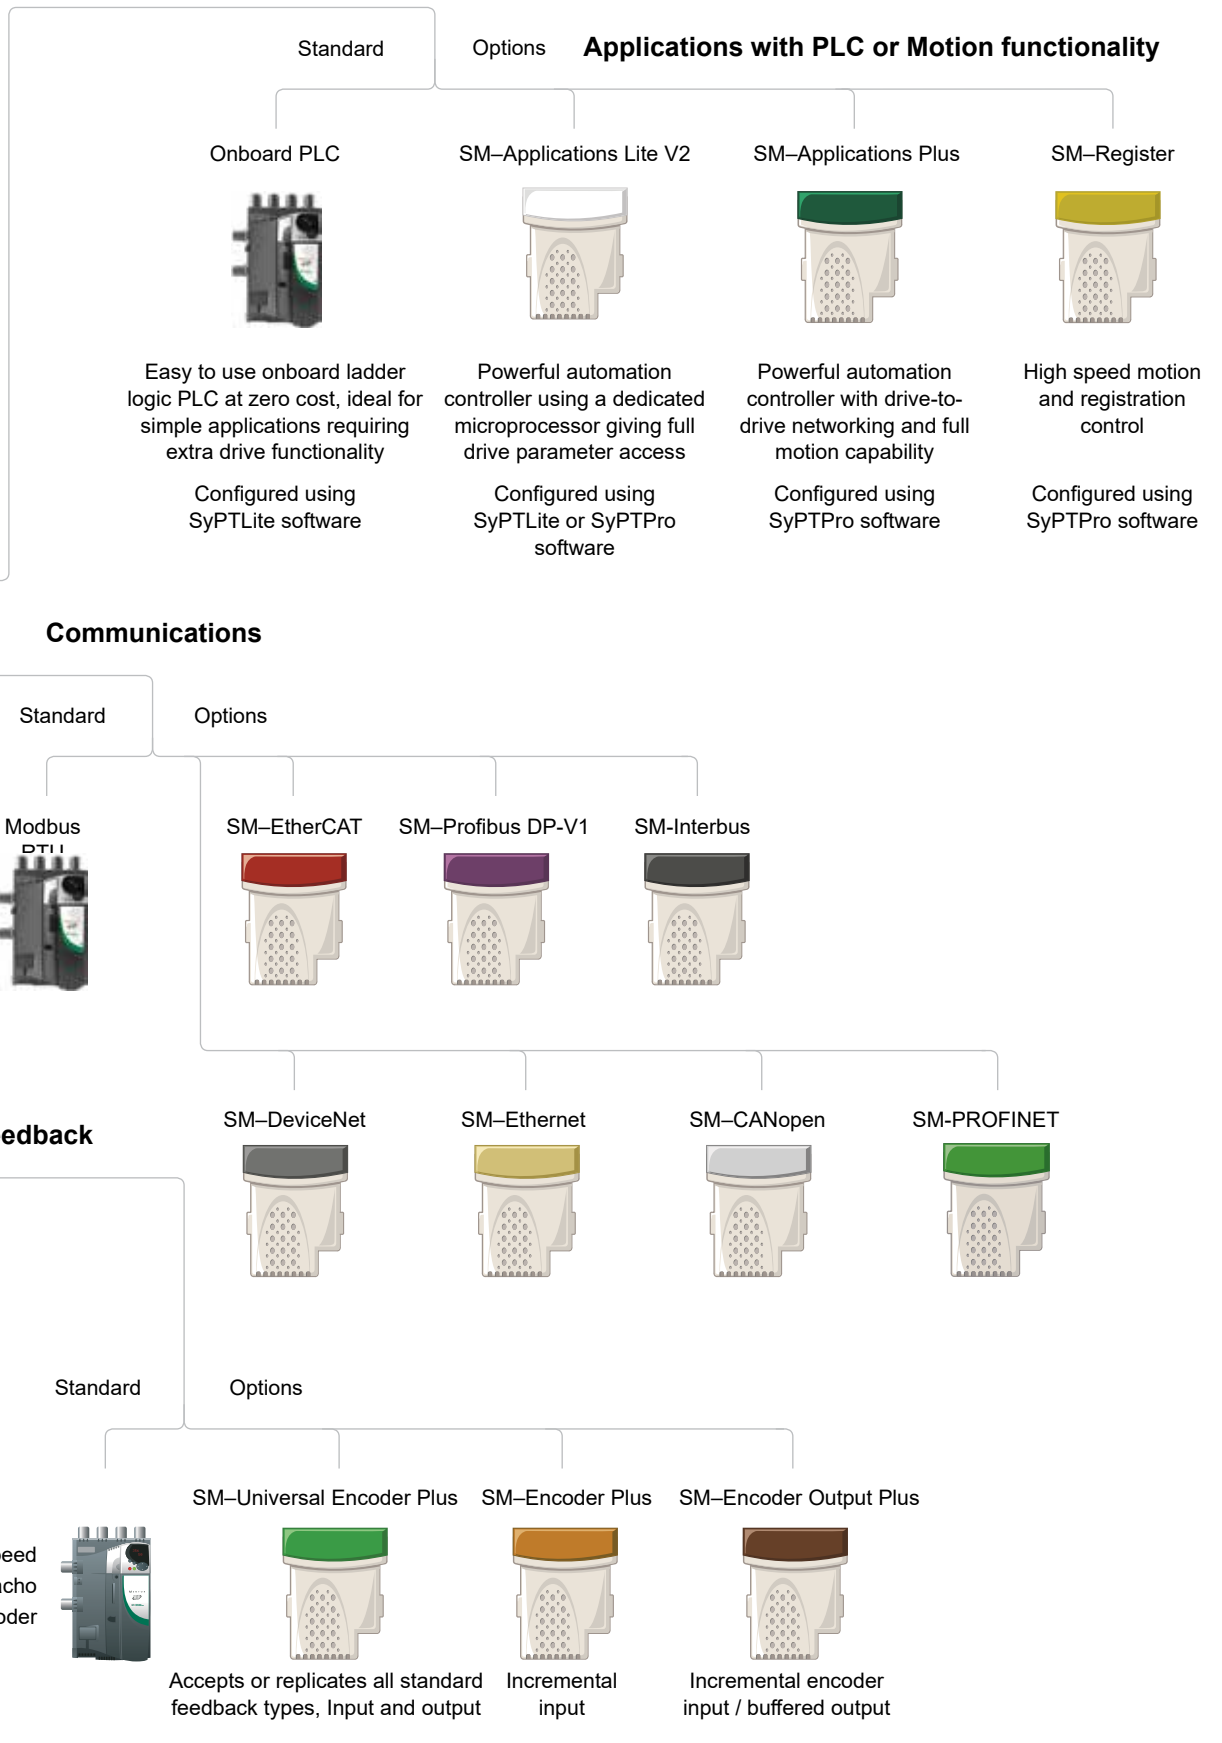 Standard
Options
Applications with PLC or Motion functionality
Onboard PLC
SM–Applications Lite V2
SM–Applications Plus
SM–Register
Easy to use onboard ladder
logic PLC at zero cost, ideal for
simple applications requiring
extra drive functionality
Configured using
SyPTLite software
Powerful automation
controller using a dedicated
microprocessor giving full
drive parameter access
Configured using
SyPTLite or SyPTPro
software
Powerful automation
controller with drive-to-
drive networking and full
motion capability
Configured using
SyPTPro software
High speed motion
and registration
control
Configured using
SyPTPro software
Communications
Standard
Options
Modbus
RTU
SM–EtherCAT
SM–Profibus DP-V1
SM-Interbus
SM–DeviceNet
SM–Ethernet
SM–CANopen
SM-PROFINET
edback
Standard
Options
SM–Universal Encoder Plus
SM–Encoder Plus
SM–Encoder Output Plus
eed
acho
oder
Accepts or replicates all standard
feedback types, Input and output
Incremental
input
Incremental encoder
input / buffered output